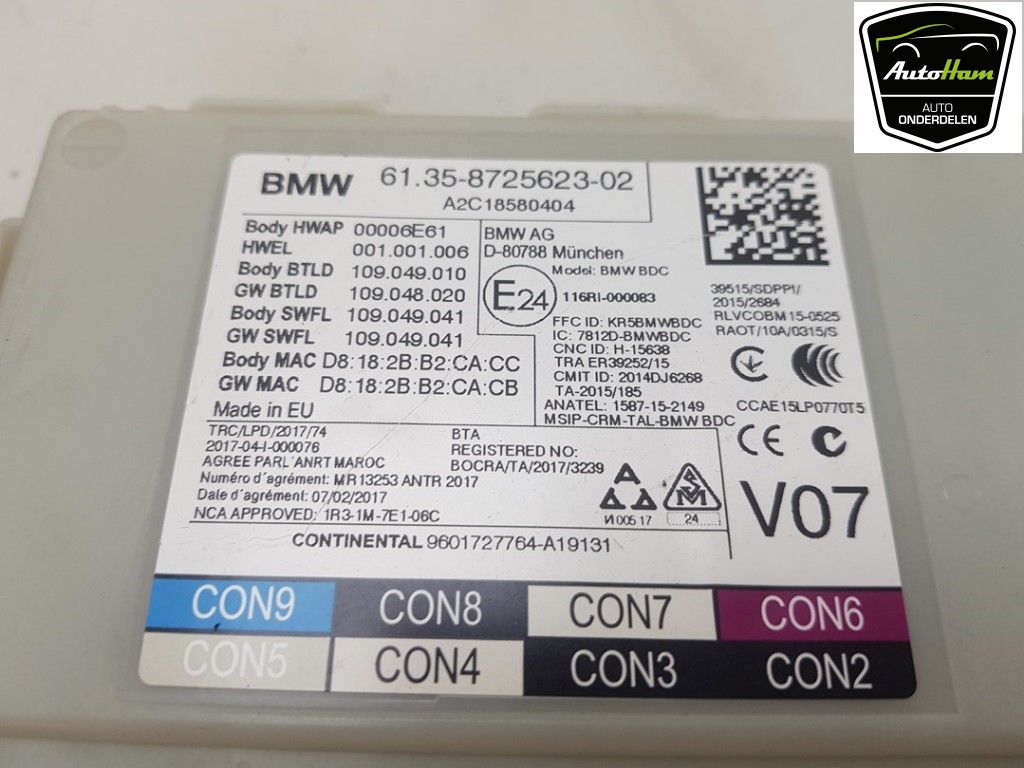 AutoHam
AUTO
ONDERDELEN
BMW 61.35-8725623-02
A2C18580404
Body HWAP 00006E61
HWEL 001.001.006
Body BTLD 109.049.010
GW BTLD 109.048.020
Body SWFL 109.049.041
GW SWFL 109.049.041
Body MAC D8:18:2B:B2:CA:CC
GW MAC D8:18:2B:B2:CA:CB
Made in EU
BMW AG
D-80788 München
Model: BMW BDC
E24 116RI-000083
FFC ID: KR5BMWBDC
IC: 7812D-BMWBDC
CNC ID: H-15638
TRA ER39252/15
CMIT ID: 2014DJ6268
TA-2015/185
ANATEL: 1587-15-2149
MSIP-CRM-TAL-BMW BDC
39515/SDPPI/
2015/2684
RLVCOBM15-0525
RAOT/10A/0315/S
CCAE15LP0770T5
CE
V07
TRC/LPD/2017/74
2017-04-I-000076
AGREE PARL´ANRT MAROC
Numéro d´agrément: MR 13253 ANTR 2017
Date d´agrément: 07/02/2017
NCA APPROVED: 1R3-1M-7E1-06C
BTA
REGISTERED NO:
BOCRA/TA/2017/3239
И 005 17
24
CONTINENTAL 9601727764-A19131
CON9 CON8 CON7 CON6
CON5 CON4 CON3 CON2